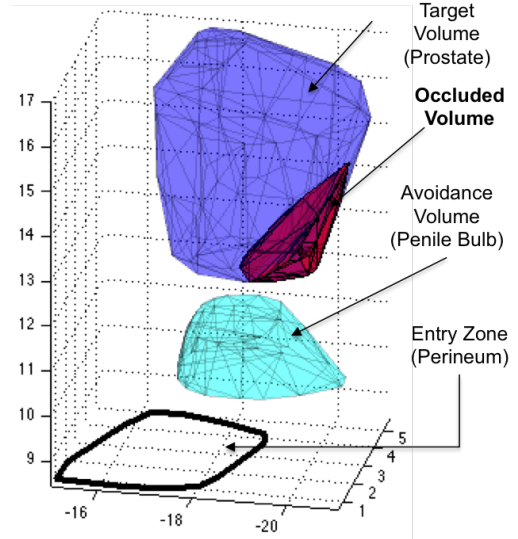 Target
Volume
(Prostate)
Occluded
Volume
Avoidance
Volume
(Penile Bulb)
Entry Zone
(Perineum)
17
16
15
14
13
12
11
10
9
-16
-18
-20
1
2
3
4
5